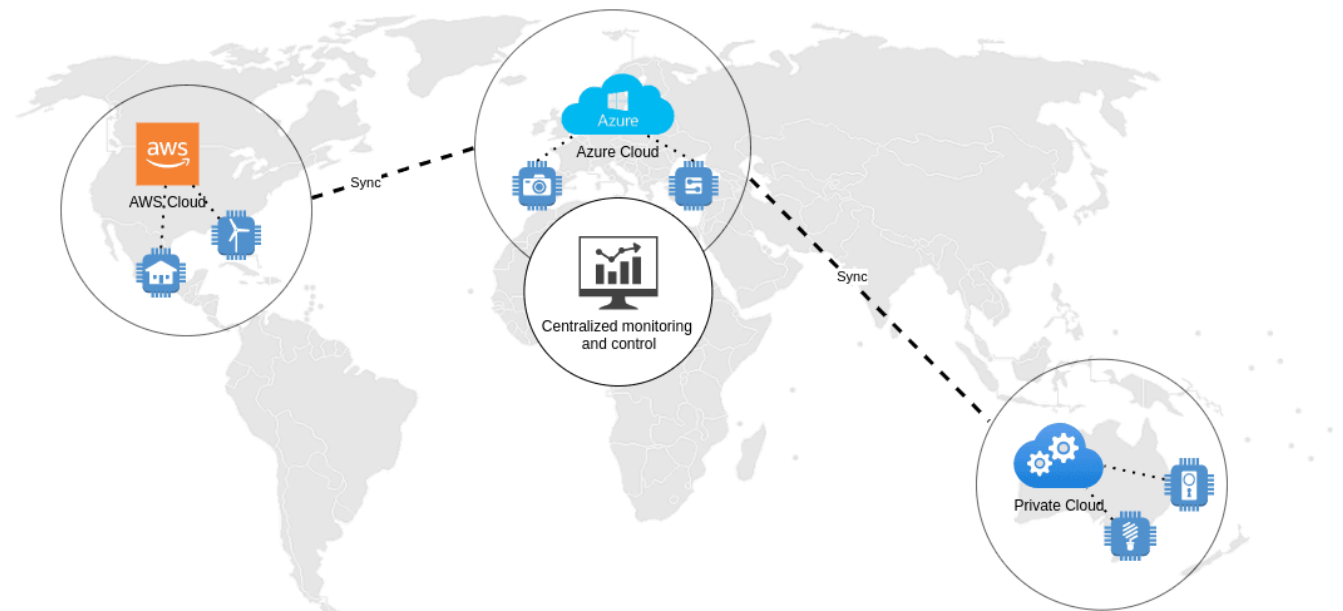 aws
AWS Cloud
Sync
Azure
Azure Cloud
Centralized monitoring
and control
Sync
Private Cloud